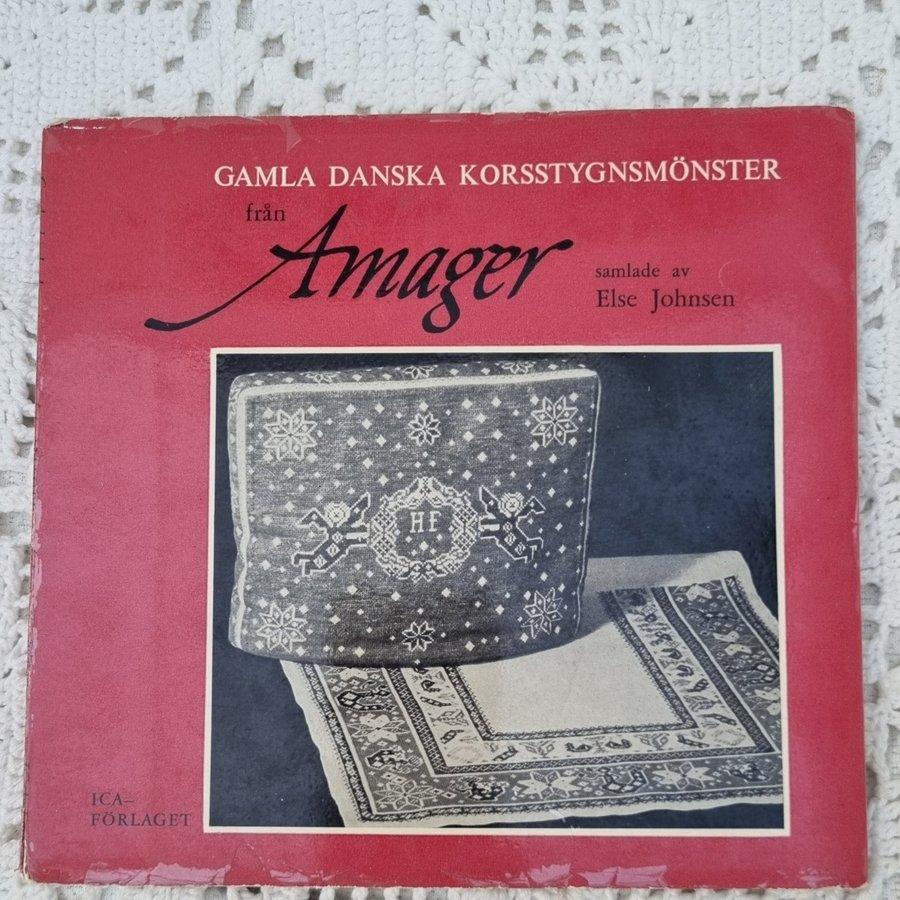 GAMLA DANSKA KORSSTYGNSMÖNSTER
från
Amager
samlade av
Else Johnsen
HF
ICA–
FÖRLAGET